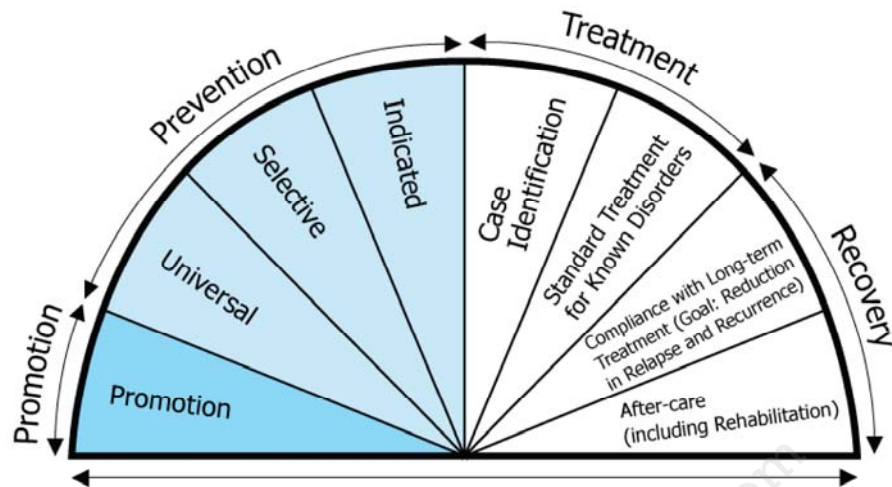 Promotion
Prevention
Treatment
Recovery
Promotion
Universal
Selective
Indicated
Case
Identification
Standard Treatment
for Known Disorders
Compliance with Long-term
Treatment (Goal: Reduction
in Relapse and Recurrence)
After-care
(including Rehabilitation)